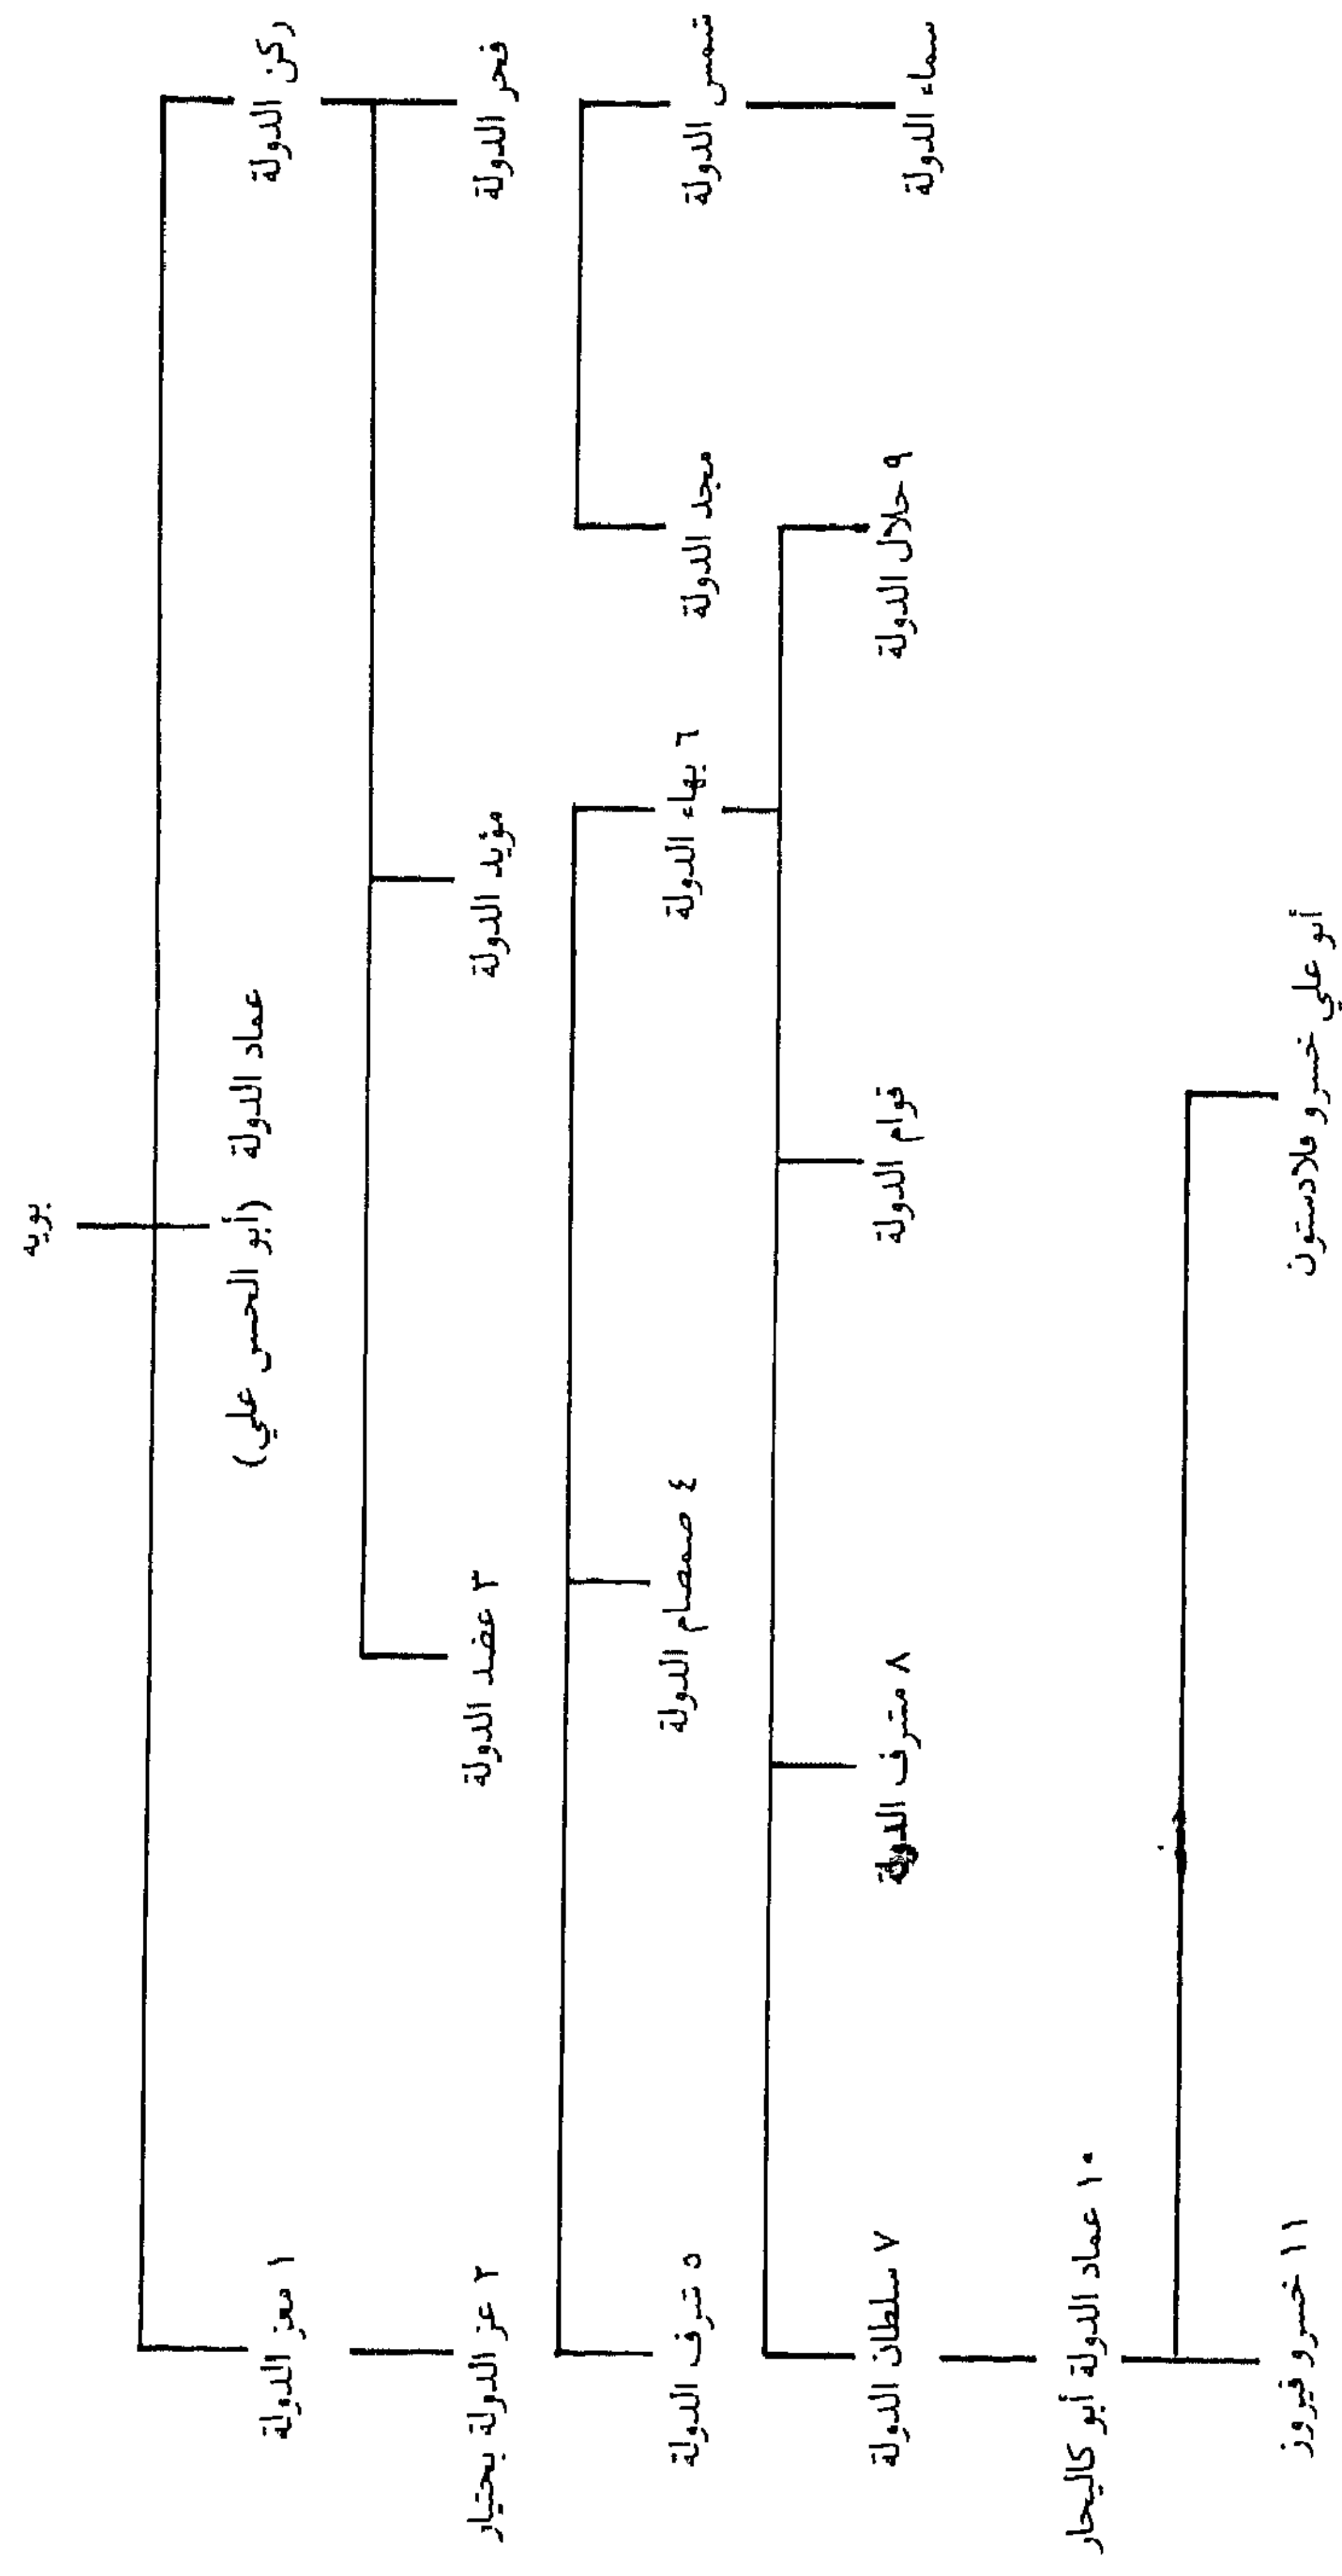 بويه
ركن الدولة
عماد الدولة (أبو الحسن علي)
١ معز الدولة
فخر الدولة
مؤيد الدولة
٣ عضد الدولة
٢ عز الدولة بختيار
شمس الدولة
مجد الدولة
٦ بهاء الدولة
٤ صمصام الدولة
٥ شرف الدولة
سماء الدولة
٩ جلال الدولة
قوام الدولة
٨ مشرف الدولة
٧ سلطان الدولة
١٠ عماد الدولة أبو كاليجار
أبو علي خسرو فلادستون
١١ خسرو فيروز